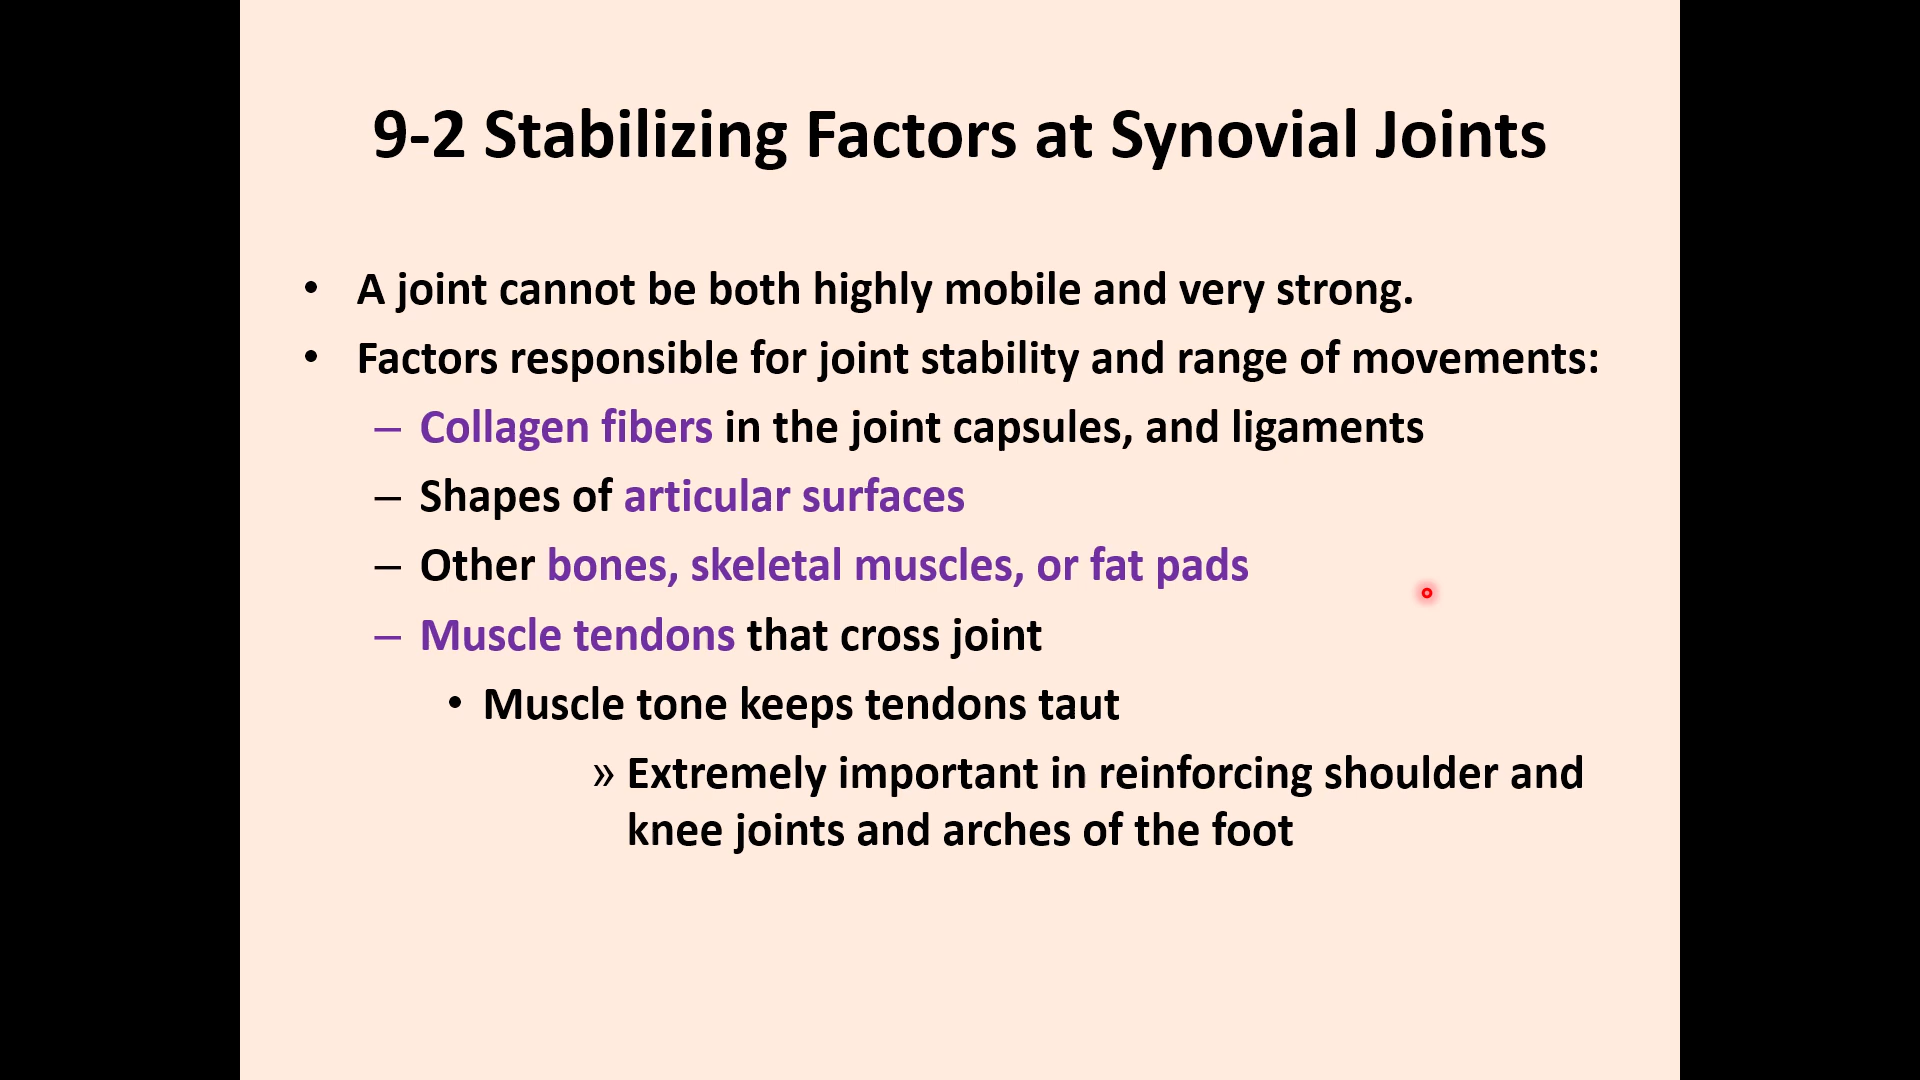 9-2 Stabilizing Factors at Synovial Joints
• A joint cannot be both highly mobile and very strong.
• Factors responsible for joint stability and range of movements:
– Collagen fibers in the joint capsules, and ligaments
– Shapes of articular surfaces
– Other bones, skeletal muscles, or fat pads
– Muscle tendons that cross joint
• Muscle tone keeps tendons taut
» Extremely important in reinforcing shoulder and
knee joints and arches of the foot